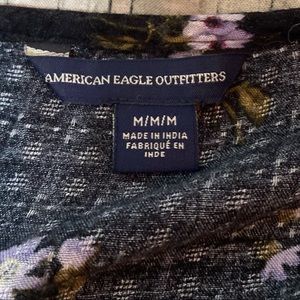 AMERICAN EAGLE OUTFITTERS
M/M/M
MADE IN INDIA
FABRIQUÉ EN
INDE